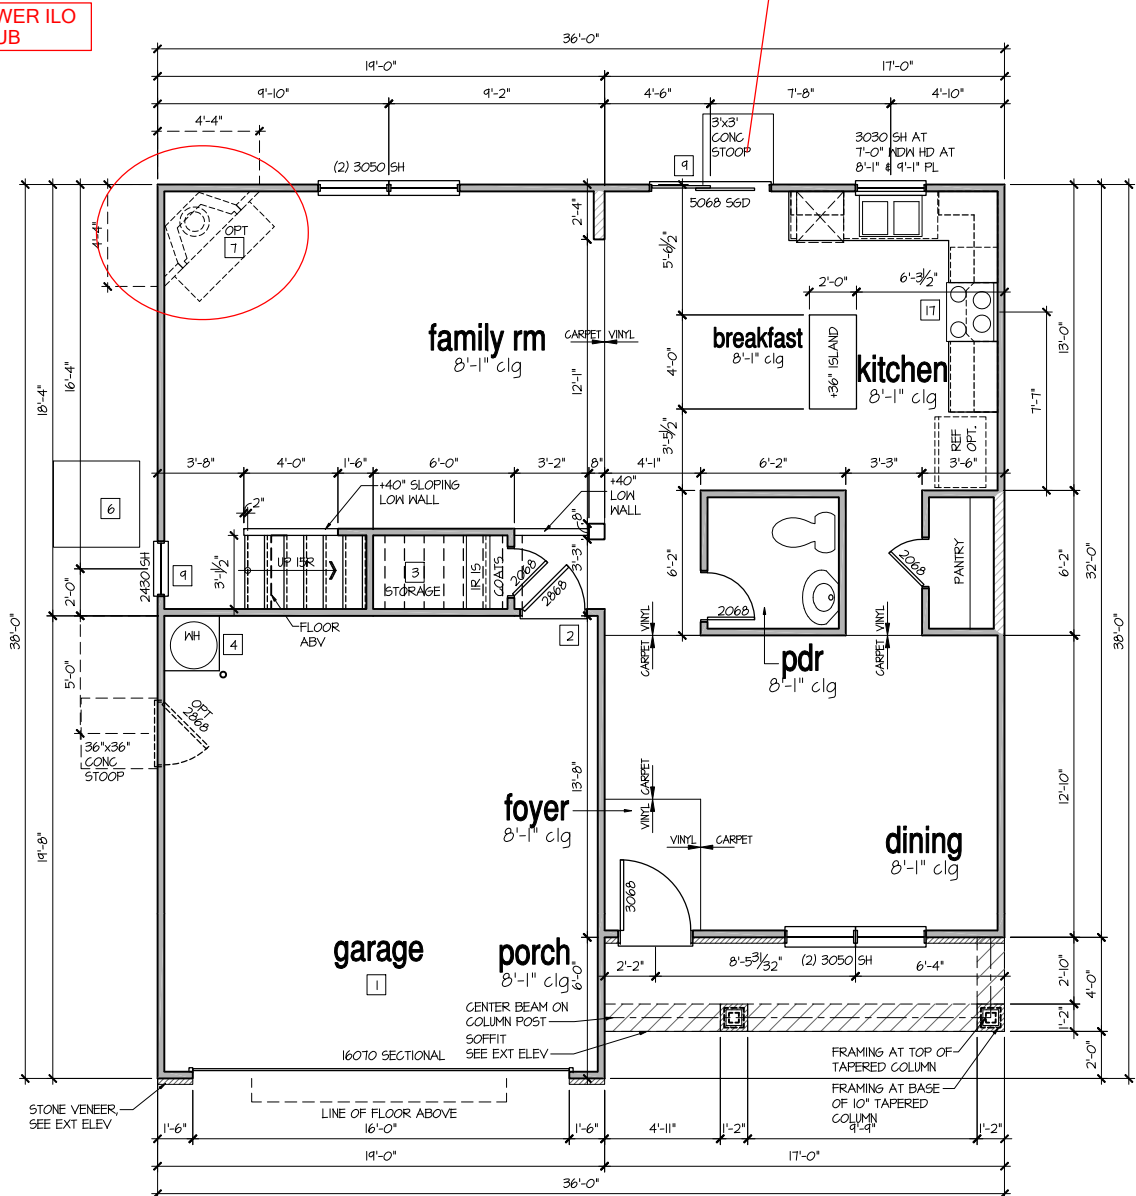 WER ILO
UB
36'-0"
19'-0"
17'-0"
9'-10"
9'-2"
4'-6"
7'-8"
4'-10"
4'-4"
3'x3'
CONC
STOOP
3030 SH AT
7'-0" WDW HD AT
8'-1" & 9'-1" PL
(2) 3050 SH
9
5068 SGD
2'-4"
4'-4"
OPT
7
5'-6 1/2"
2'-0"
6'-3 1/2"
17
family rm
8'-1" clg
CARPET
VINYL
breakfast
8'-1" clg
+36" ISLAND
kitchen
8'-1" clg
13'-0"
16'-4"
18'-4"
12'-1"
4'-0"
7'-7"
3'-5 1/2"
REF
OPT.
3'-8"
4'-0"
1'-6"
6'-0"
3'-2"
8"
4'-1"
6'-2"
3'-3"
3'-6"
+40" SLOPING
LOW WALL
+40"
LOW
WALL
2"
6
8"
24301SH
9
3'-1/2"
UP 15R
3
STORAGE
1R 1S
COATS
2068
2868
3'-3"
6'-2"
2068
2068
PANTRY
6'-2"
32'-0"
2'-0"
FLOOR
ABV
2
WH
4
38'-0"
5'-0"
CARPET
VINYL
CARPET
VINYL
38'-0"
pdr
8'-1" clg
OPT
2868
36"x36"
CONC
STOOP
13'-8"
VINYL
CARPET
foyer
8'-1" clg
12'-10"
VINYL
CARPET
dining
8'-1" clg
19'-8"
3068
garage
1
porch
8'-1" clg
6'-0"
2'-2"
8'-5 31/32"
(2) 3050 SH
6'-4"
2'-10"
4'-0"
1'-2"
2'-0"
CENTER BEAM ON
COLUMN POST
SOFFIT
SEE EXT ELEV
16070 SECTIONAL
FRAMING AT TOP OF
TAPERED COLUMN
FRAMING AT BASE
OF 10" TAPERED
COLUMN
STONE VENEER,
SEE EXT ELEV
LINE OF FLOOR ABOVE
1'-6"
16'-0"
1'-6"
4'-11"
1'-2"
9'-9"
1'-2"
19'-0"
17'-0"
36'-0"